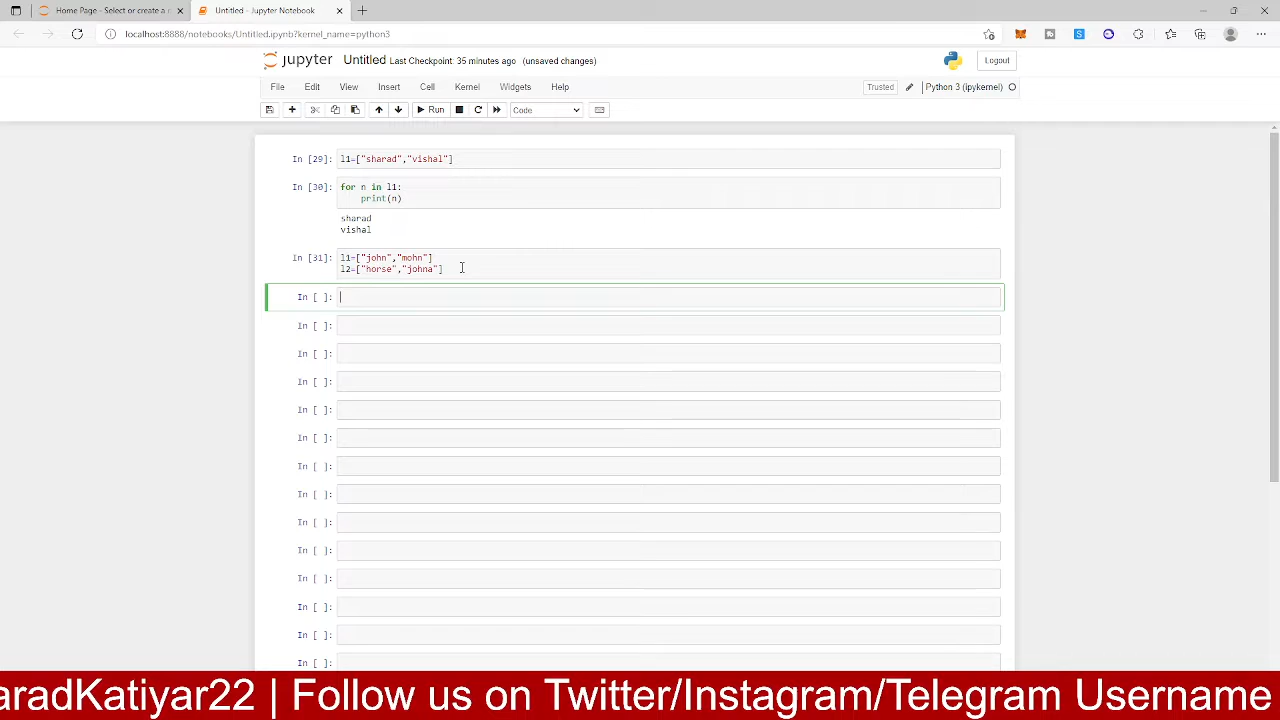 Home Page - Select or create a n
Untitled - Jupyter Notebook
localhost:8888/notebooks/Untitled.ipynb?kernel_name=python3
jupyter Untitled Last Checkpoint 35 minutes ago (unsaved changes) Logout
File Edit View Insert Cell Kernel Widgets Help Trusted Python 3 (ipykernel)
Run Code
In [29]: l1=["sharad","vishal"]
In [30]: for n in l1:
print(n)
sharad
vishal
In [31]: l1=["john","mohn"]
l2=["horse","johna"]
In [ ]:
In [ ]:
In [ ]:
In [ ]:
In [ ]:
In [ ]:
In [ ]:
In [ ]:
In [ ]:
In [ ]:
In [ ]:
In [ ]:
In [ ]:
In [ ]:
aradKatiyar22 | Follow us on Twitter/Instagram/Telegram Username